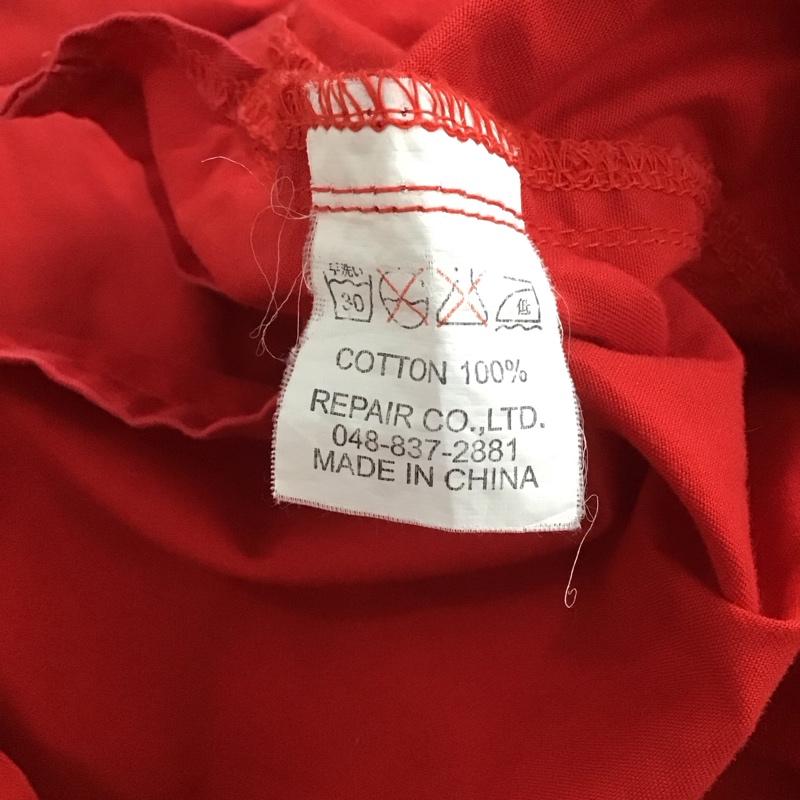 手洗い
30 低
COTTON 100%
REPAIR CO.,LTD.
048-837-2881
MADE IN CHINA